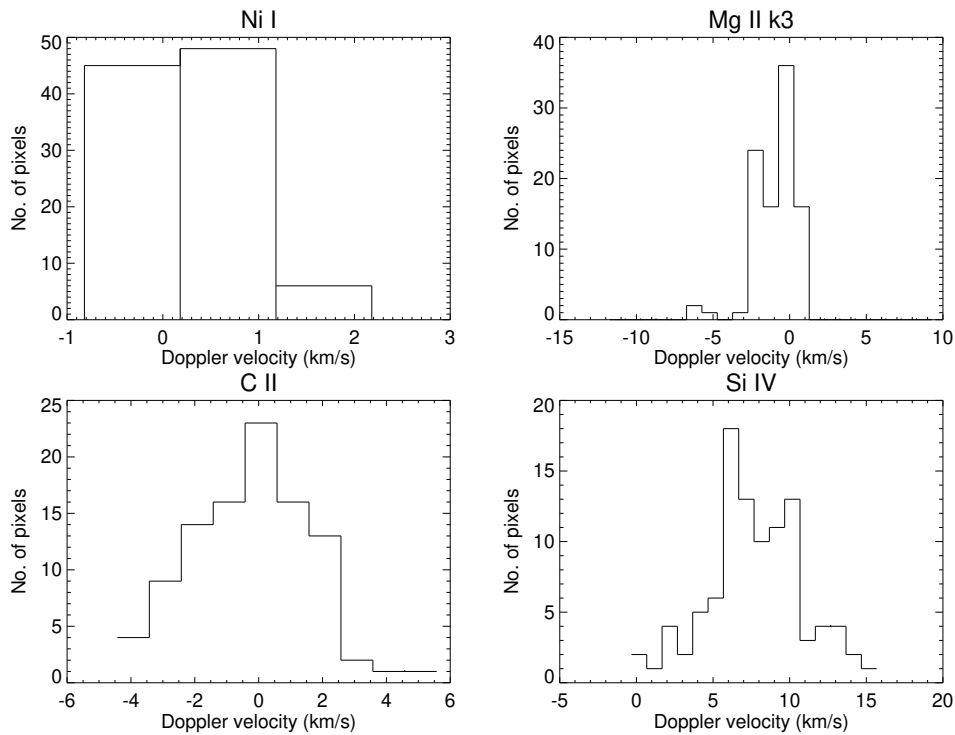 Ni I
No. of pixels
50
40
30
20
10
0
-1 0 1 2 3
Doppler velocity (km/s)
Mg II k3
No. of pixels
40
30
20
10
0
-15 -10 -5 0 5 10
Doppler velocity (km/s)
C II
No. of pixels
25
20
15
10
5
0
-6 -4 -2 0 2 4 6
Doppler velocity (km/s)
Si IV
No. of pixels
20
15
10
5
0
-5 0 5 10 15 20
Doppler velocity (km/s)